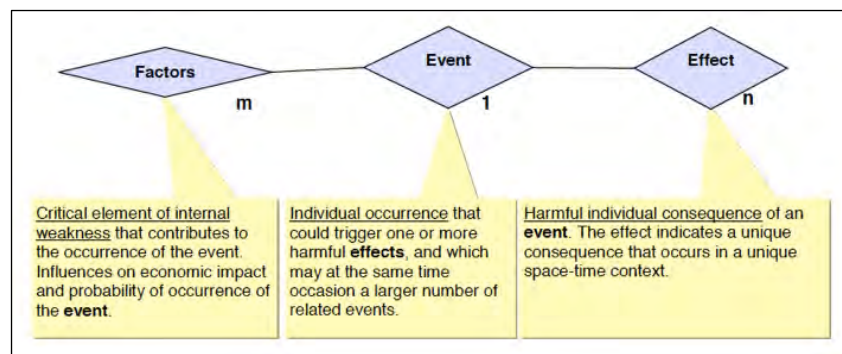 Factors
Event
Effect
m
1
n
Critical element of internal
weakness that contributes to
the occurrence of the event.
Influences on economic impact
and probability of occurrence of
the event.
Individual occurrence that
could trigger one or more
harmful effects, and which
may at the same time
occasion a larger number of
related events.
Harmful individual consequence of an
event. The effect indicates a unique
consequence that occurs in a unique
space-time context.